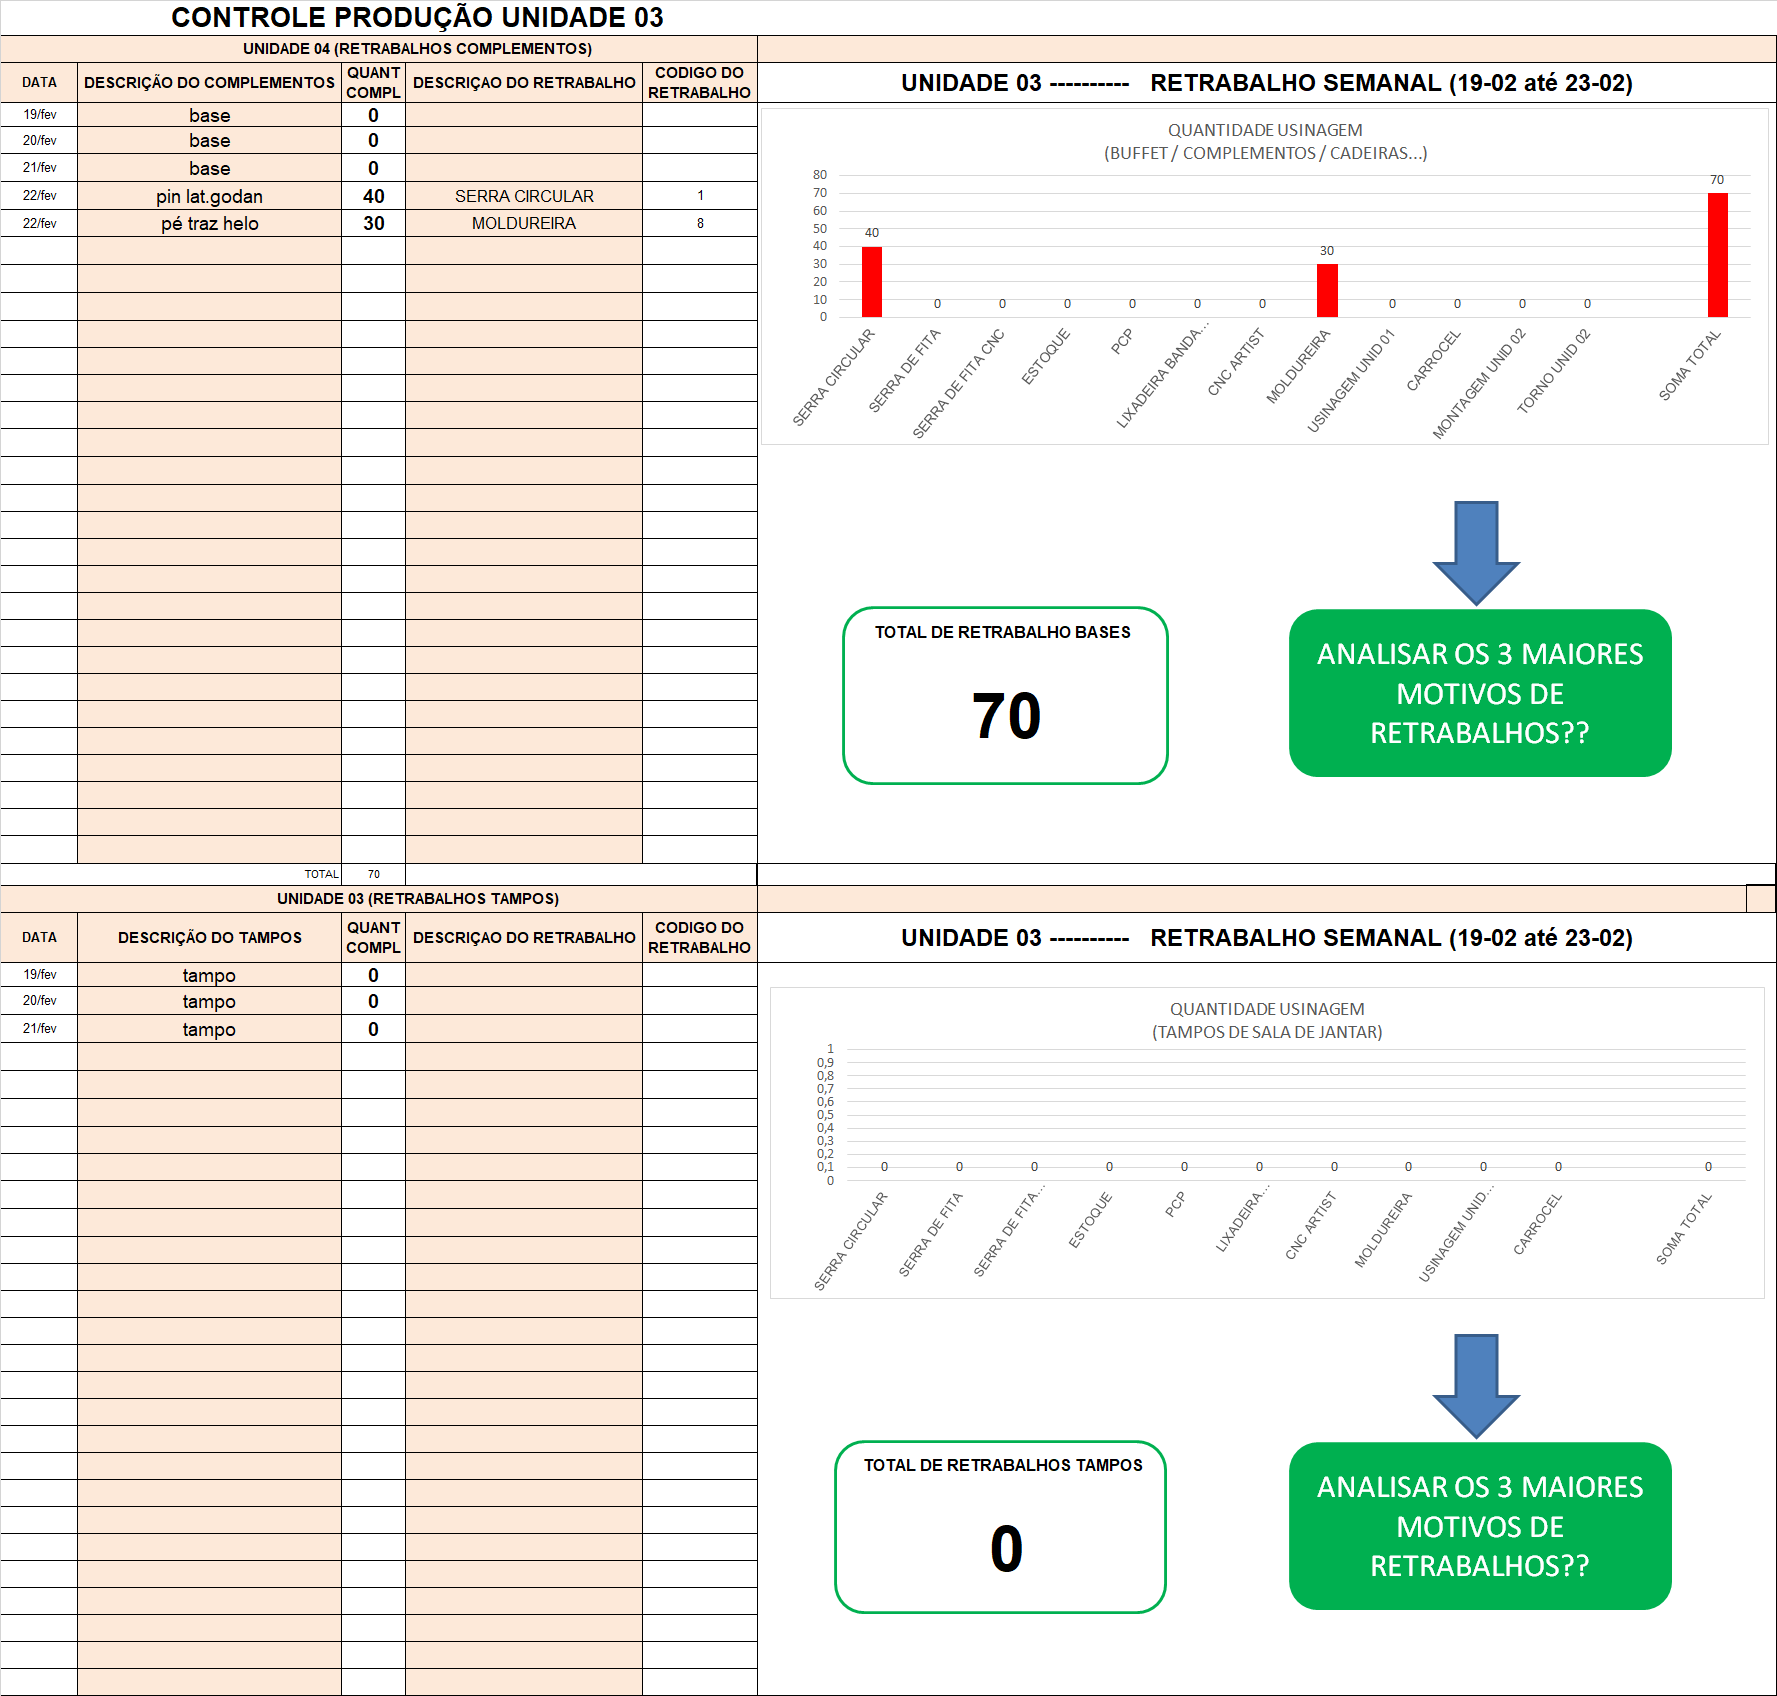 CONTROLE PRODUÇÃO UNIDADE 03
UNIDADE 04 (RETRABALHOS COMPLEMENTOS)
DATA DESCRIÇÃO DO COMPLEMENTOS QUANT COMPL DESCRIÇAO DO RETRABALHO CODIGO DO RETRABALHO
19/fev base 0
20/fev base 0
21/fev base 0
22/fev pin lat.godan 40 SERRA CIRCULAR 1
22/fev pé traz helo 30 MOLDUREIRA 8
TOTAL 70
UNIDADE 03 ---------- RETRABALHO SEMANAL (19-02 até 23-02)
QUANTIDADE USINAGEM
(BUFFET / COMPLEMENTOS / CADEIRAS...)
80
70
60
50
40
30
20
10
0
40 0 0 0 0 0 0 30 0 0 0 0 70
SERRA CIRCULAR
SERRA DE FITA
SERRA DE FITA CNC
ESTOQUE
PCP
LIXADEIRA BANDA...
CNC ARTIST
MOLDUREIRA
USINAGEM UNID 01
CARROCEL
MONTAGEM UNID 02
TORNO UNID 02
SOMA TOTAL
TOTAL DE RETRABALHO BASES
70
ANALISAR OS 3 MAIORES
MOTIVOS DE
RETRABALHOS??
UNIDADE 03 (RETRABALHOS TAMPOS)
DATA DESCRIÇÃO DO TAMPOS QUANT COMPL DESCRIÇAO DO RETRABALHO CODIGO DO RETRABALHO
19/fev tampo 0
20/fev tampo 0
21/fev tampo 0
UNIDADE 03 ---------- RETRABALHO SEMANAL (19-02 até 23-02)
QUANTIDADE USINAGEM
(TAMPOS DE SALA DE JANTAR)
1
0,9
0,8
0,7
0,6
0,5
0,4
0,3
0,2
0,1
0
0 0 0 0 0 0 0 0 0 0 0
SERRA CIRCULAR
SERRA DE FITA
SERRA DE FITA...
ESTOQUE
PCP
LIXADEIRA...
CNC ARTIST
MOLDUREIRA
USINAGEM UNID...
CARROCEL
SOMA TOTAL
TOTAL DE RETRABALHOS TAMPOS
0
ANALISAR OS 3 MAIORES
MOTIVOS DE
RETRABALHOS??